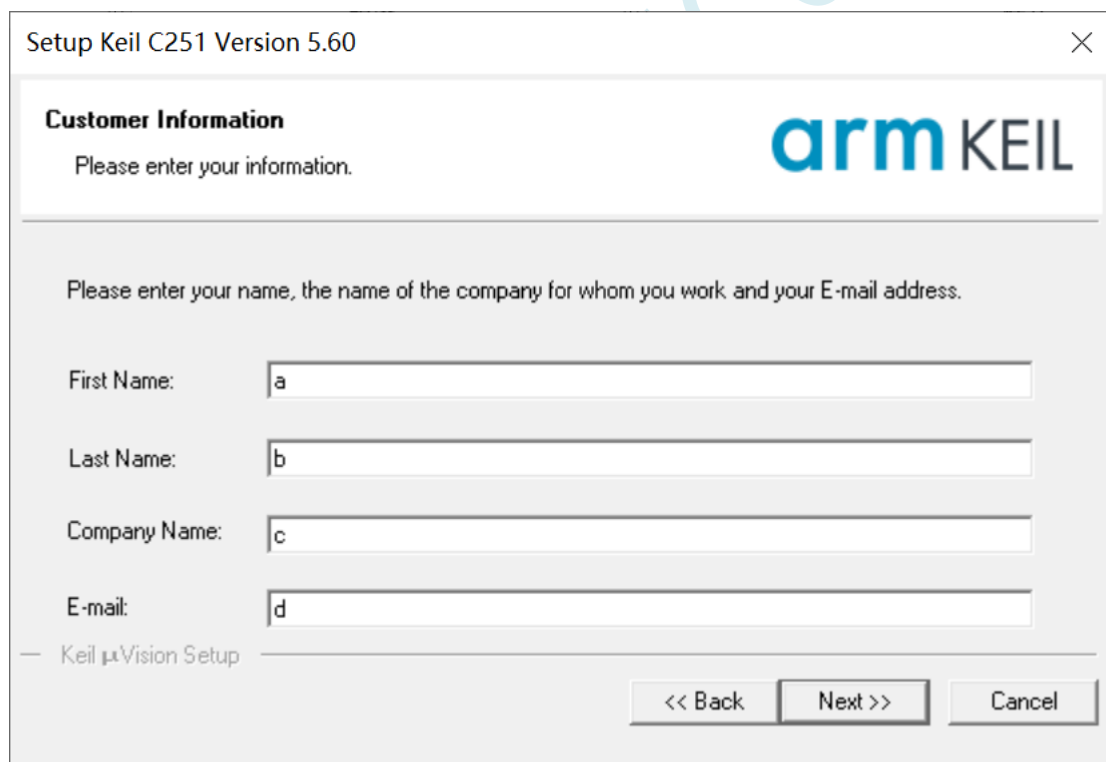 Setup Keil C251 Version 5.60
Customer Information
Please enter your information.
arm KEIL
Please enter your name, the name of the company for whom you work and your E-mail address.
First Name: a
Last Name: b
Company Name: c
E-mail: d
Keil μVision Setup
<< Back Next >> Cancel